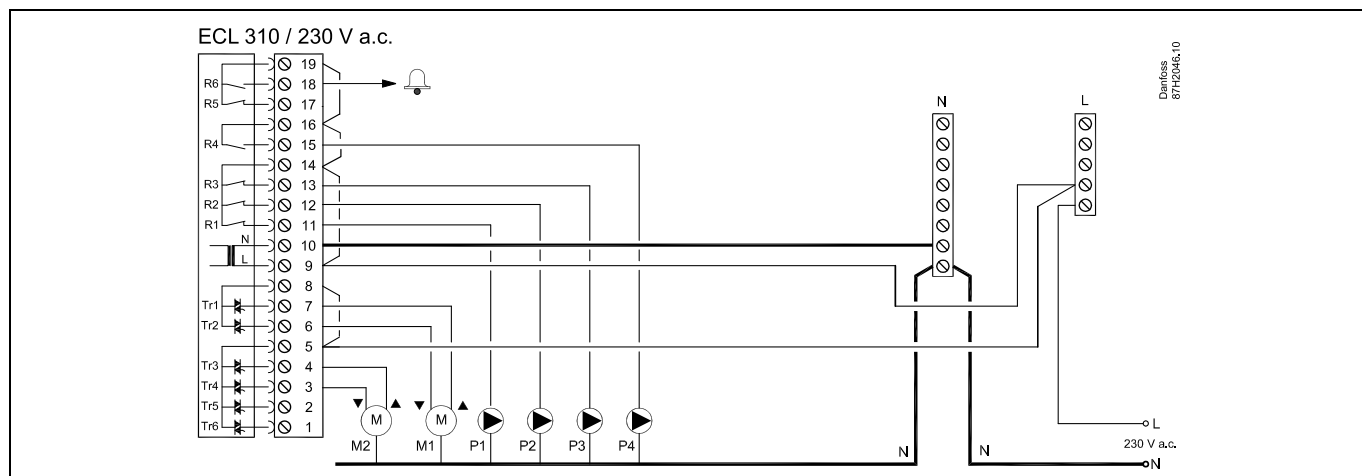 ECL 310 / 230 V a.c.
Danfoss
87H2046.10
19
R6 18
R5 17
16
R4 15
14
R3 13
R2 12
R1 11
N 10
L 9
8
Tr1 7
Tr2 6
5
Tr3 4
Tr4 3
Tr5 2
Tr6 1
N
L
M
M
M2
M1
P1
P2
P3
P4
N
N
L
230 V a.c.
N